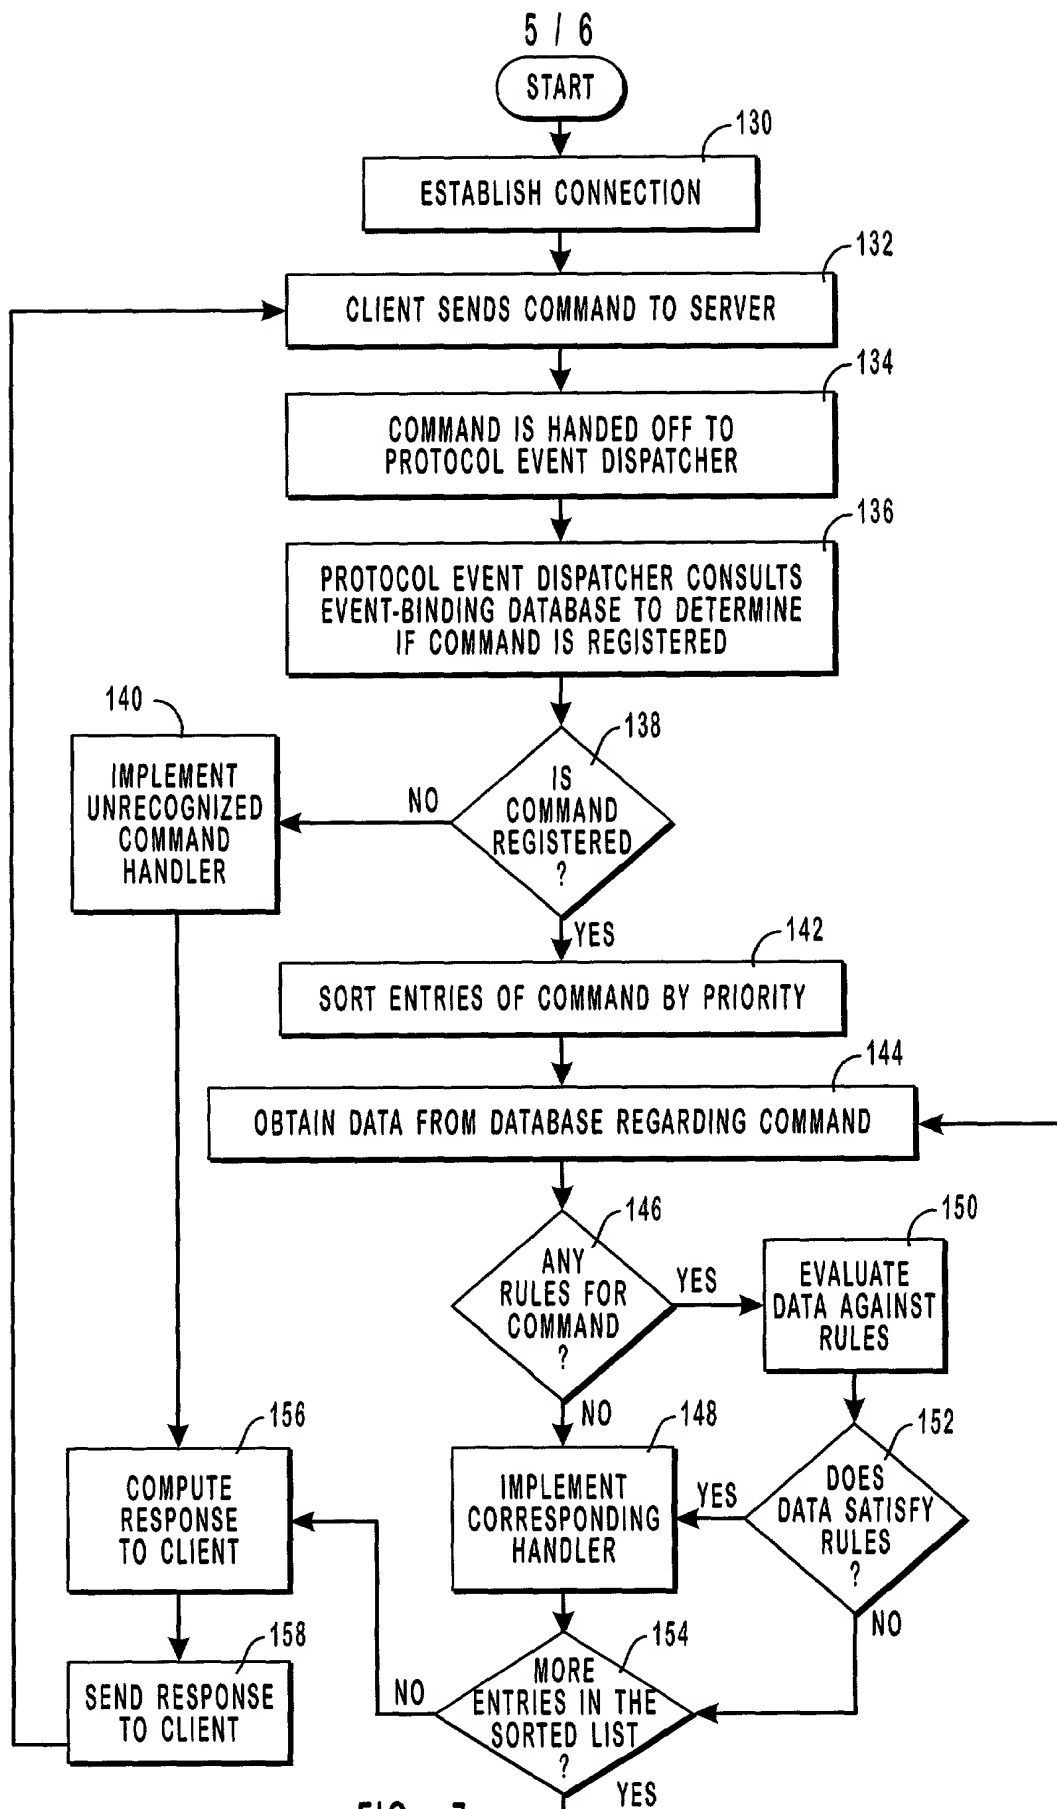 5 / 6
START
130
ESTABLISH CONNECTION
132
CLIENT SENDS COMMAND TO SERVER
134
COMMAND IS HANDED OFF TO
PROTOCOL EVENT DISPATCHER
136
PROTOCOL EVENT DISPATCHER CONSULTS
EVENT-BINDING DATABASE TO DETERMINE
IF COMMAND IS REGISTERED
140
IMPLEMENT
UNRECOGNIZED
COMMAND
HANDLER
NO
138
IS
COMMAND
REGISTERED
?
YES
142
SORT ENTRIES OF COMMAND BY PRIORITY
144
OBTAIN DATA FROM DATABASE REGARDING COMMAND
146
ANY
RULES FOR
COMMAND
?
YES
150
EVALUATE
DATA AGAINST
RULES
NO
148
IMPLEMENT
CORRESPONDING
HANDLER
YES
152
DOES
DATA SATISFY
RULES
?
NO
156
COMPUTE
RESPONSE
TO CLIENT
158
SEND RESPONSE
TO CLIENT
NO
154
MORE
ENTRIES IN THE
SORTED LIST
?
YES